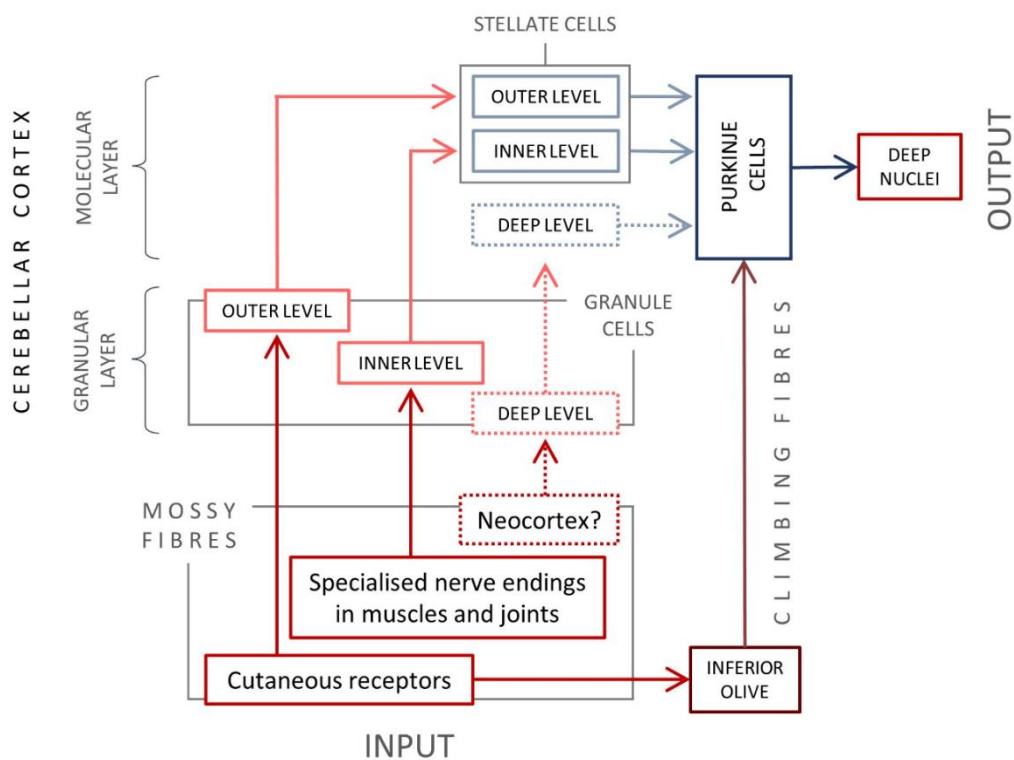 STELLATE CELLS
OUTER LEVEL
INNER LEVEL
DEEP LEVEL
PURKINJE
CELLS
DEEP
NUCLEI
OUTPUT
CEREBELLAR CORTEX
MOLECULAR
LAYER
GRANULAR
LAYER
OUTER LEVEL
INNER LEVEL
DEEP LEVEL
GRANULE
CELLS
MOSSY
FIBRES
Neocortex?
Specialised nerve endings
in muscles and joints
Cutaneous receptors
INFERIOR
OLIVE
CLIMBING FIBRES
INPUT